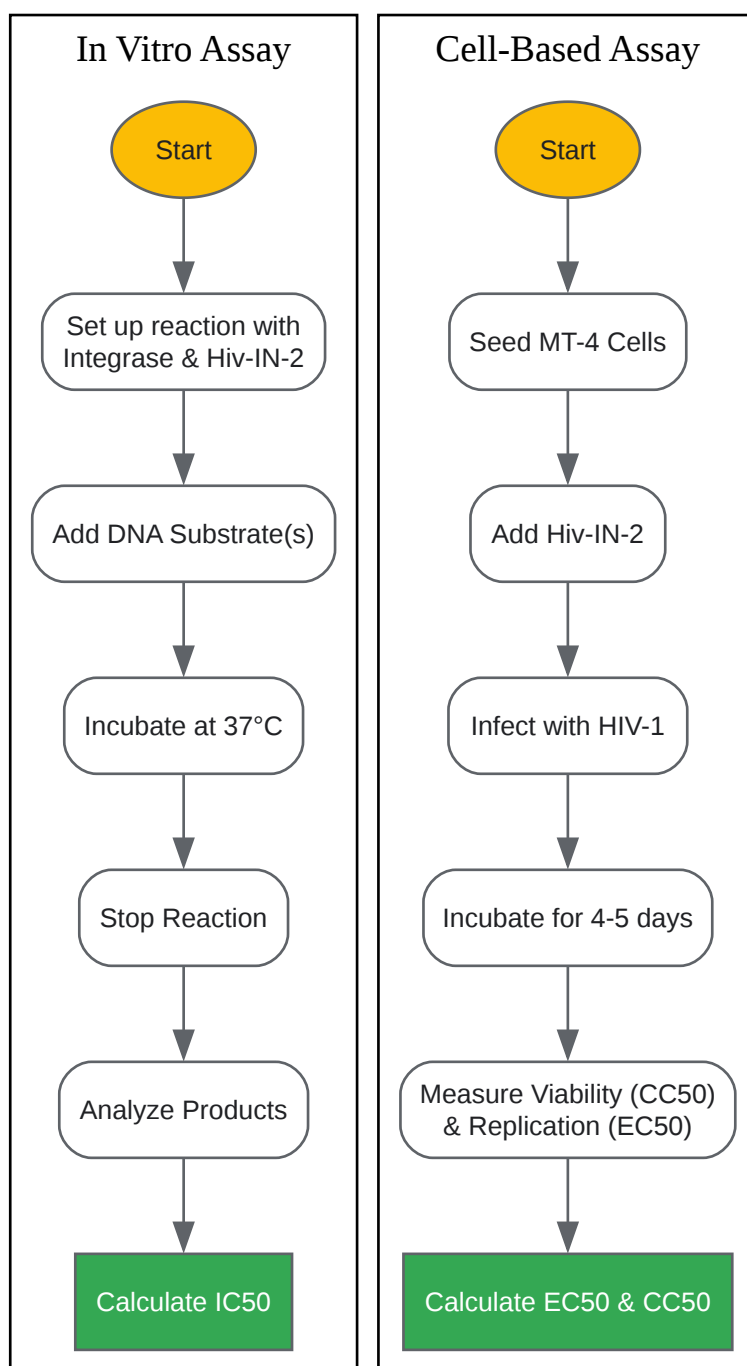 In Vitro Assay
Start
Set up reaction with
Integrase & Hiv-IN-2
Add DNA Substrate(s)
Incubate at 37°C
Stop Reaction
Analyze Products
Calculate IC50
Cell-Based Assay
Start
Seed MT-4 Cells
Add Hiv-IN-2
Infect with HIV-1
Incubate for 4-5 days
Measure Viability (CC50)
& Replication (EC50)
Calculate EC50 & CC50